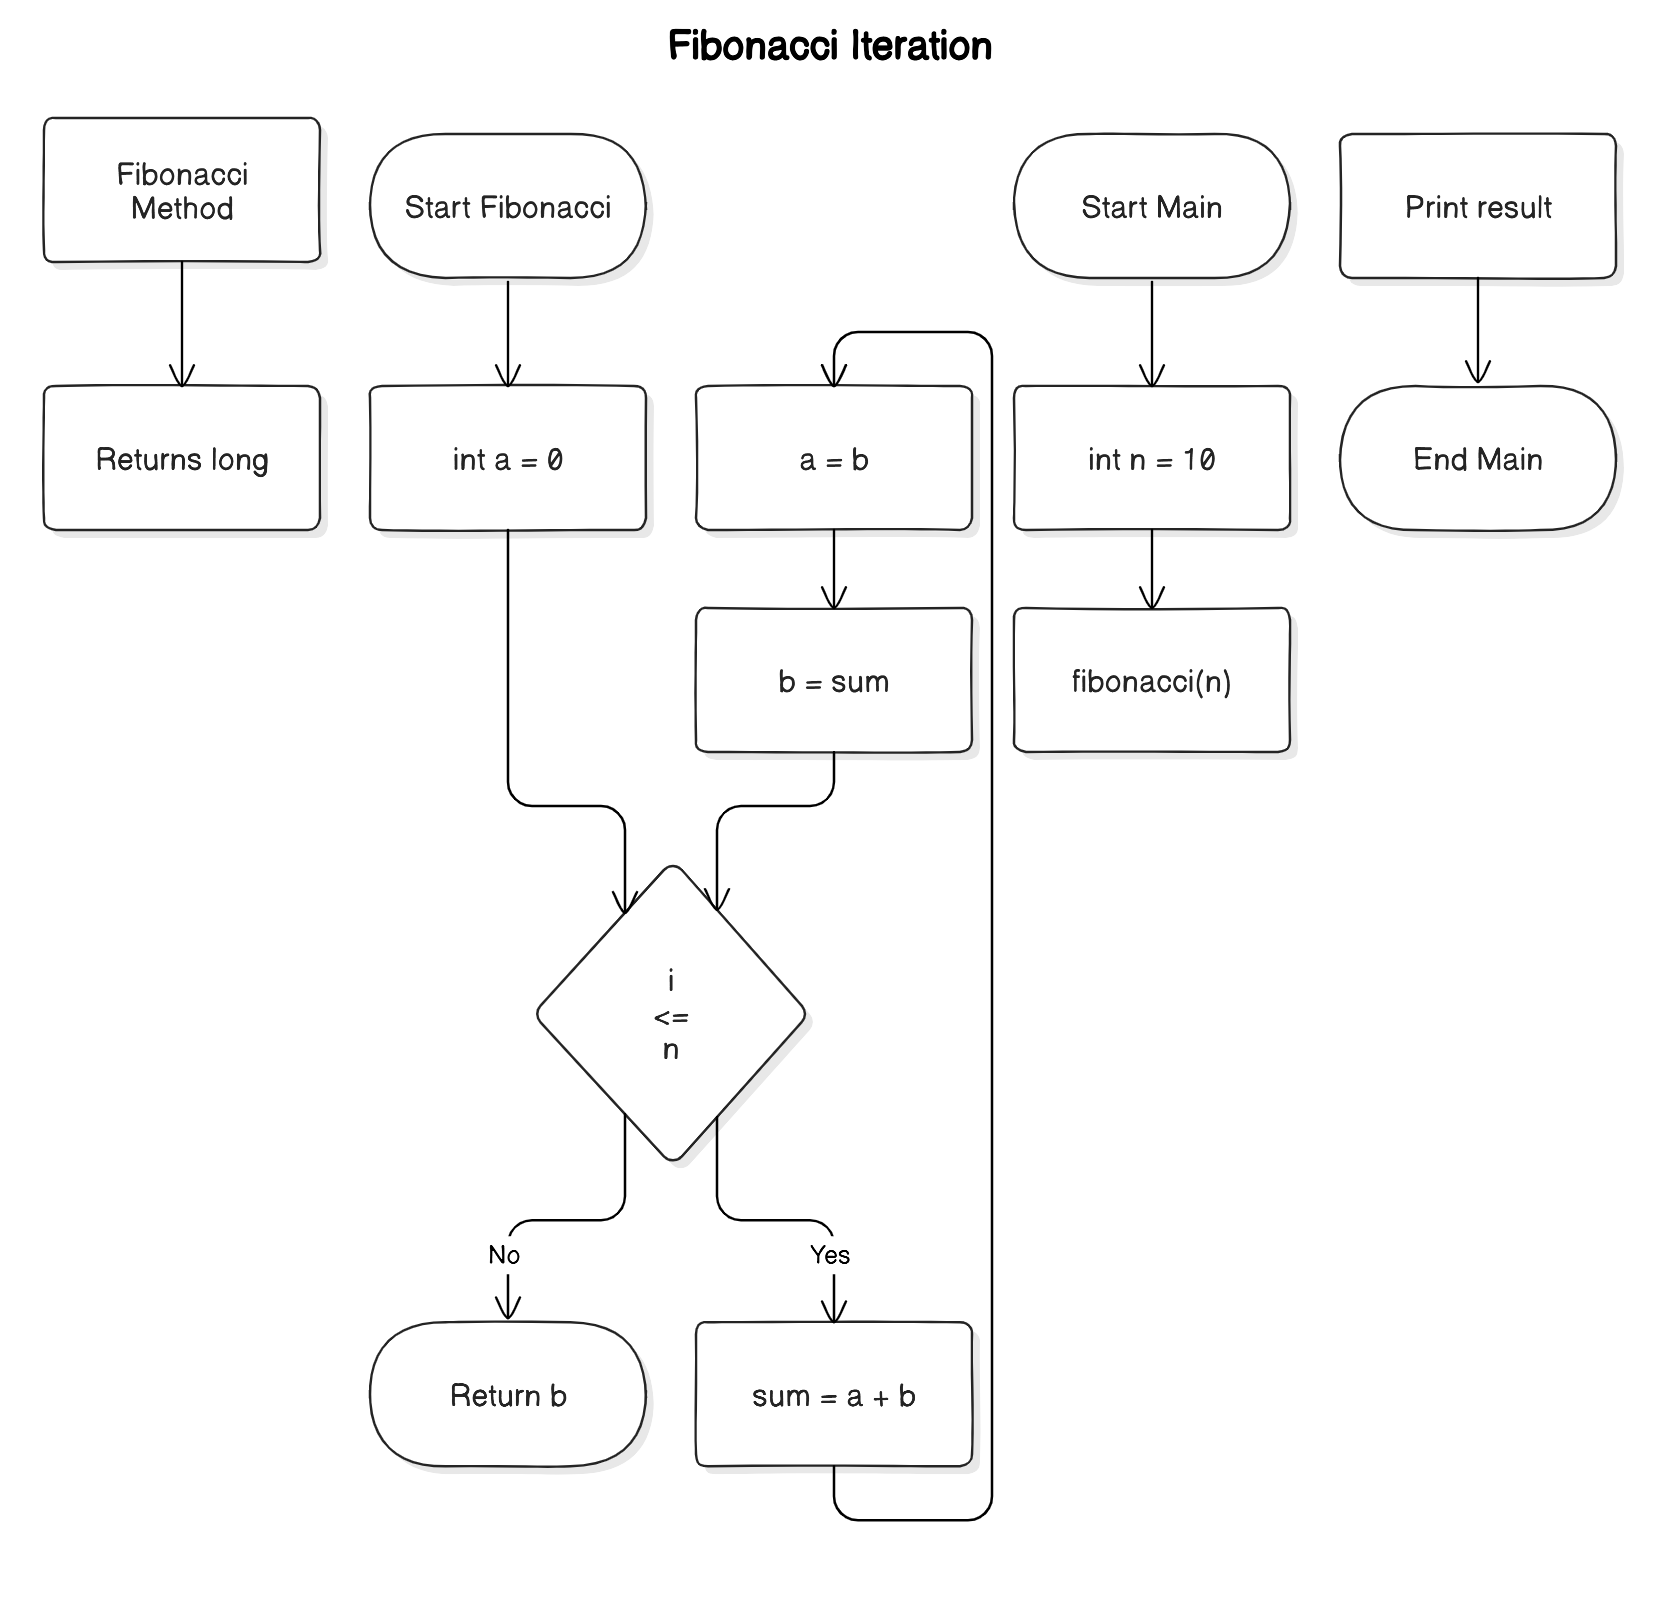 Fibonacci Iteration
Fibonacci
Method
Start Fibonacci
Start Main
Print result
Returns long
int a = 0
a = b
int n = 10
End Main
b = sum
fibonacci(n)
i
<=
n
No
Yes
Return b
sum = a + b